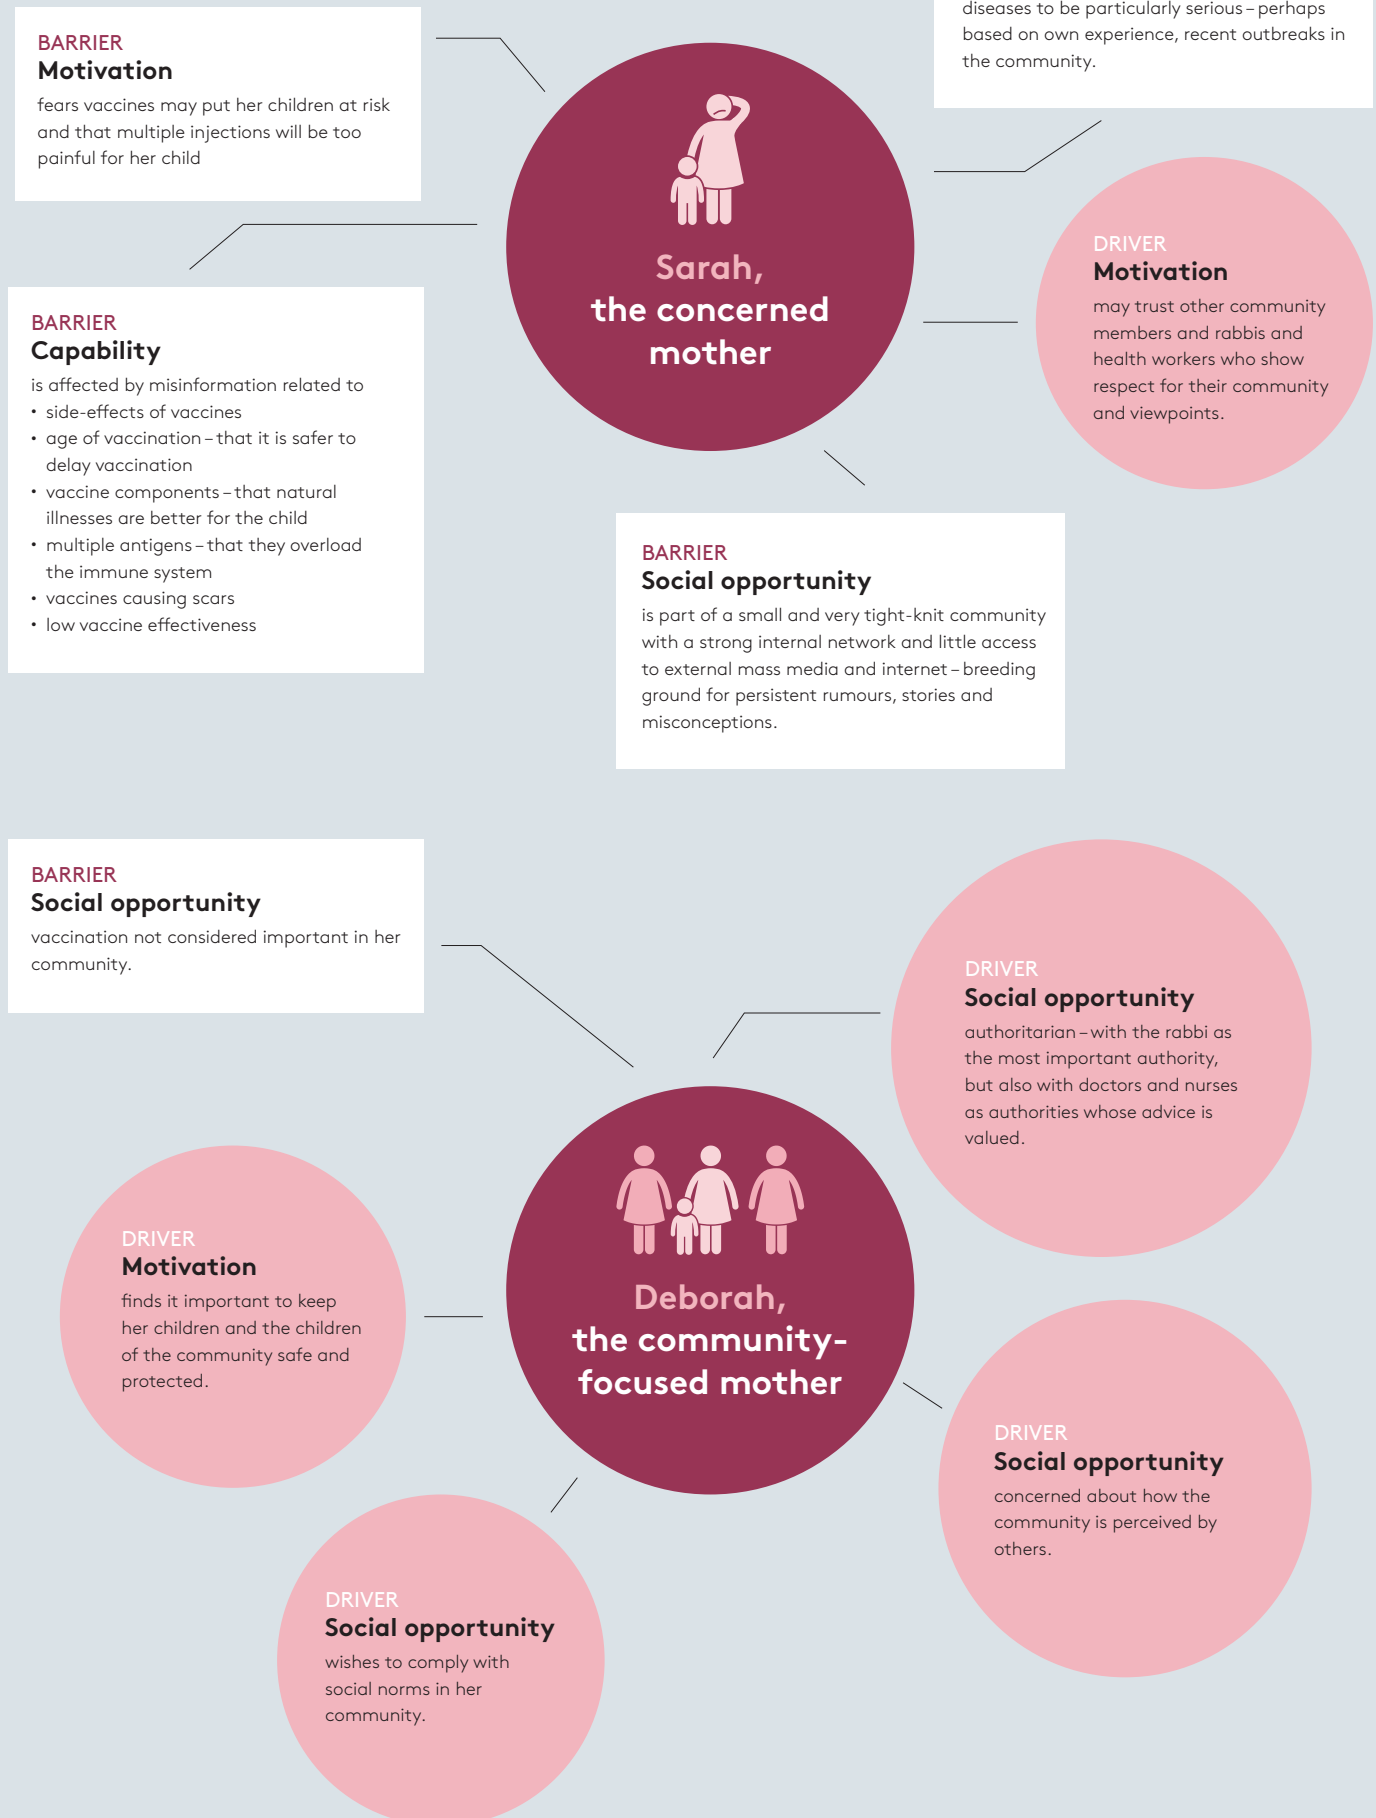 diseases to be particularly serious – perhaps
based on own experience, recent outbreaks in
the community.
BARRIER
Motivation
fears vaccines may put her children at risk
and that multiple injections will be too
painful for her child
Sarah,
the concerned
mother
DRIVER
Motivation
may trust other community
members and rabbis and
health workers who show
respect for their community
and viewpoints.
BARRIER
Capability
is affected by misinformation related to
• side-effects of vaccines
• age of vaccination – that it is safer to
delay vaccination
• vaccine components – that natural
illnesses are better for the child
• multiple antigens – that they overload
the immune system
• vaccines causing scars
• low vaccine effectiveness
BARRIER
Social opportunity
is part of a small and very tight-knit community
with a strong internal network and little access
to external mass media and internet – breeding
ground for persistent rumours, stories and
misconceptions.
BARRIER
Social opportunity
vaccination not considered important in her
community.
DRIVER
Social opportunity
authoritarian – with the rabbi as
the most important authority,
but also with doctors and nurses
as authorities whose advice is
valued.
DRIVER
Motivation
finds it important to keep
her children and the children
of the community safe and
protected.
Deborah,
the community-
focused mother
DRIVER
Social opportunity
concerned about how the
community is perceived by
others.
DRIVER
Social opportunity
wishes to comply with
social norms in her
community.